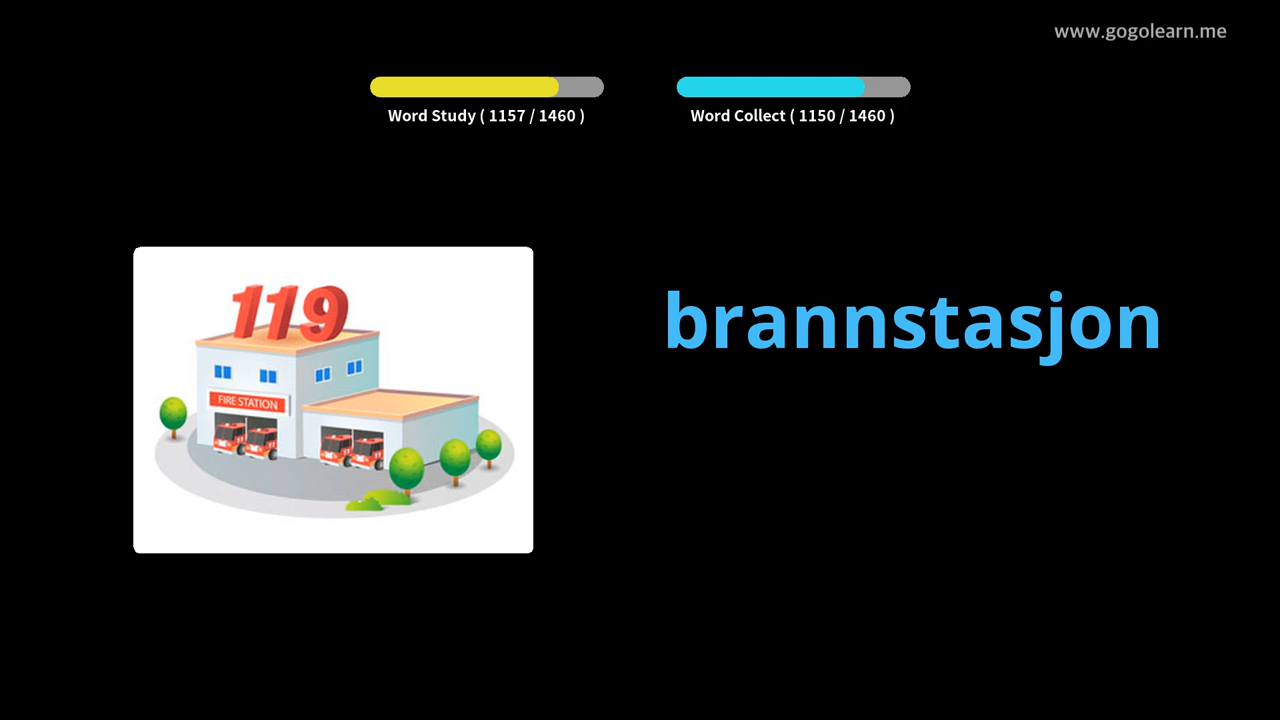 www.gogolearn.me
Word Study ( 1157 / 1460 )
Word Collect ( 1150 / 1460 )
119
FIRE STATION
brannstasjon